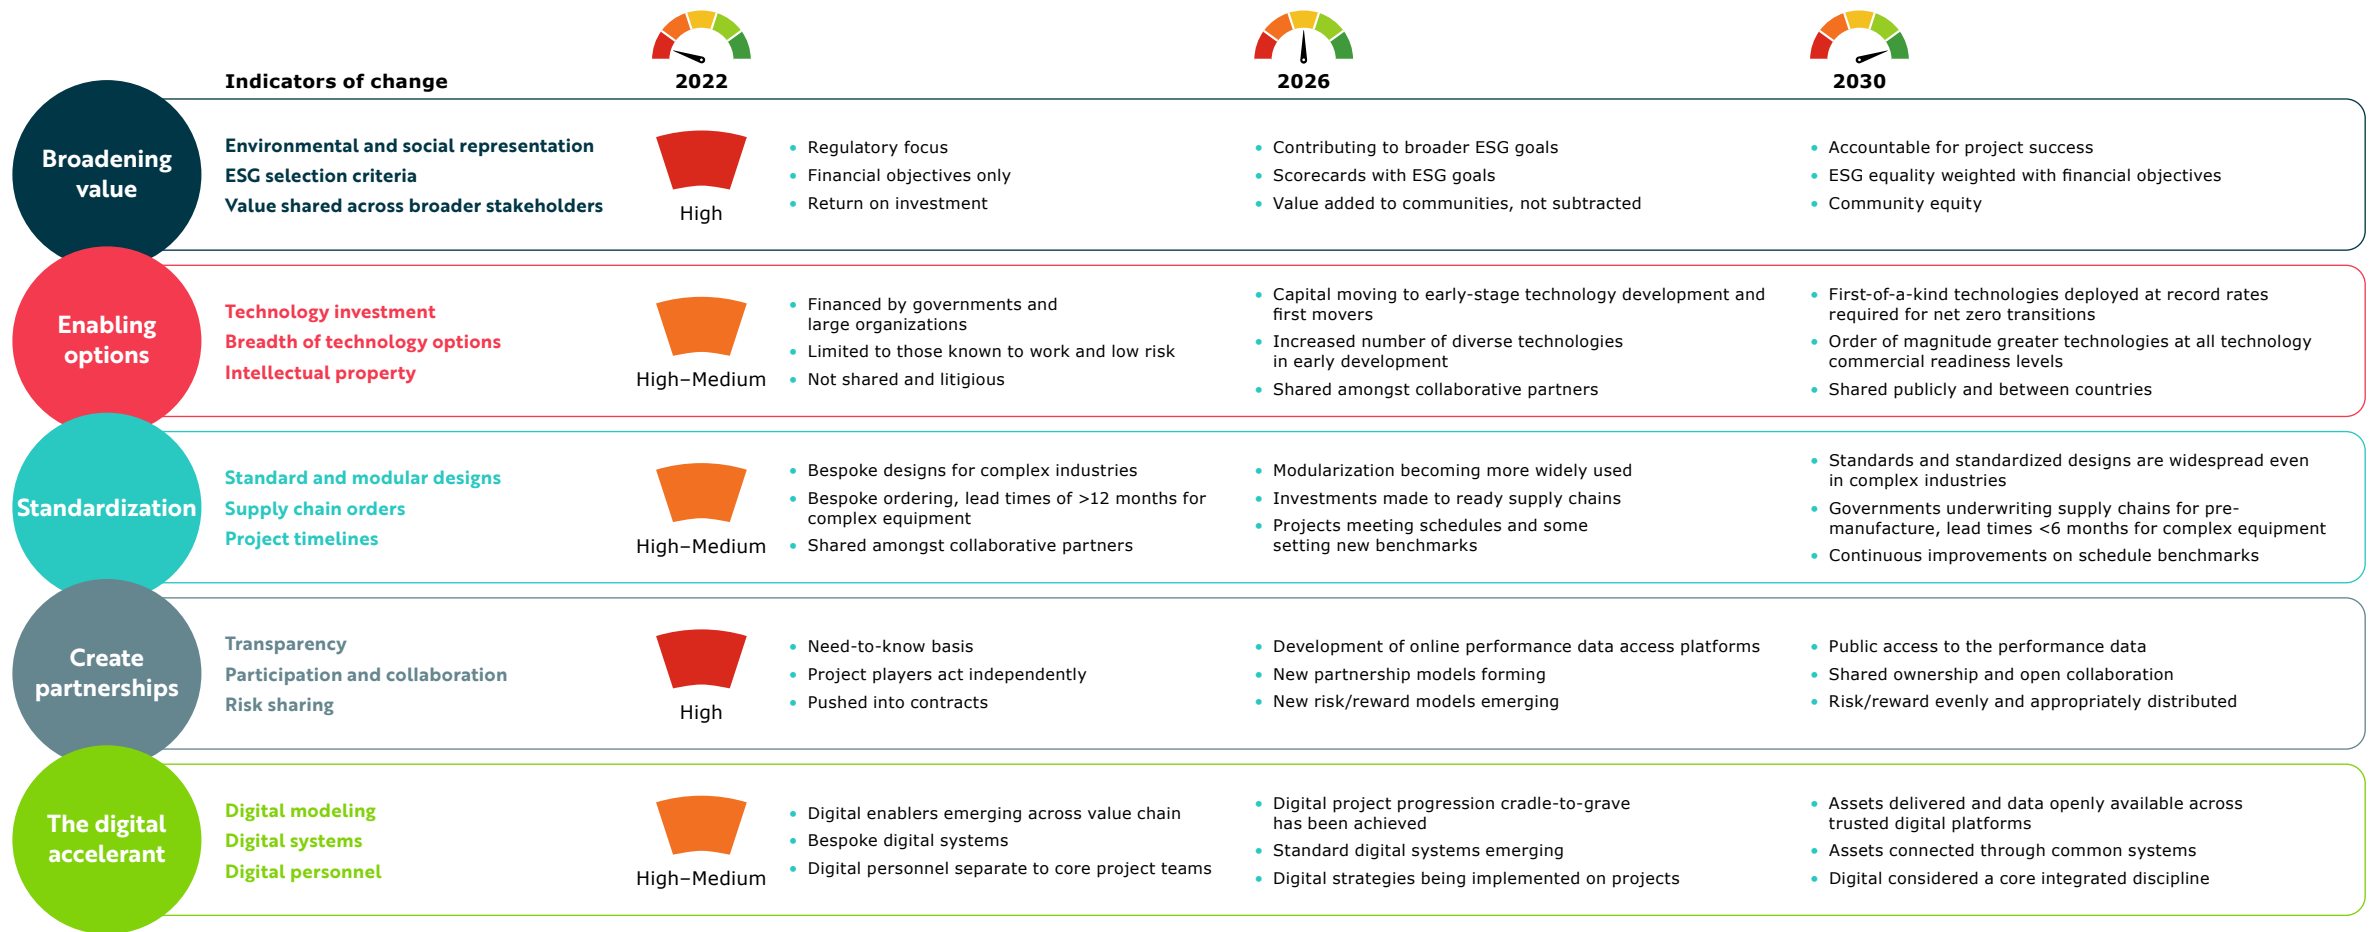 Indicators of change
2022
2026
2030
Broadening
value
Environmental and social representation
ESG selection criteria
Value shared across broader stakeholders
High
• Regulatory focus
• Financial objectives only
• Return on investment
• Contributing to broader ESG goals
• Scorecards with ESG goals
• Value added to communities, not subtracted
• Accountable for project success
• ESG equality weighted with financial objectives
• Community equity
Enabling
options
Technology investment
Breadth of technology options
Intellectual property
High–Medium
• Financed by governments and
large organizations
• Limited to those known to work and low risk
• Not shared and litigious
• Capital moving to early-stage technology development and
first movers
• Increased number of diverse technologies
in early development
• Shared amongst collaborative partners
• First-of-a-kind technologies deployed at record rates
required for net zero transitions
• Order of magnitude greater technologies at all technology
commercial readiness levels
• Shared publicly and between countries
Standardization
Standard and modular designs
Supply chain orders
Project timelines
High–Medium
• Bespoke designs for complex industries
• Bespoke ordering, lead times of >12 months for
complex equipment
• Shared amongst collaborative partners
• Modularization becoming more widely used
• Investments made to ready supply chains
• Projects meeting schedules and some
setting new benchmarks
• Standards and standardized designs are widespread even
in complex industries
• Governments underwriting supply chains for pre-
manufacture, lead times <6 months for complex equipment
• Continuous improvements on schedule benchmarks
Create
partnerships
Transparency
Participation and collaboration
Risk sharing
High
• Need-to-know basis
• Project players act independently
• Pushed into contracts
• Development of online performance data access platforms
• New partnership models forming
• New risk/reward models emerging
• Public access to the performance data
• Shared ownership and open collaboration
• Risk/reward evenly and appropriately distributed
The digital
accelerant
Digital modeling
Digital systems
Digital personnel
High–Medium
• Digital enablers emerging across value chain
• Bespoke digital systems
• Digital personnel separate to core project teams
• Digital project progression cradle-to-grave
has been achieved
• Standard digital systems emerging
• Digital strategies being implemented on projects
• Assets delivered and data openly available across
trusted digital platforms
• Assets connected through common systems
• Digital considered a core integrated discipline